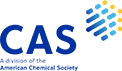 CAS
A division of the
American Chemical Society